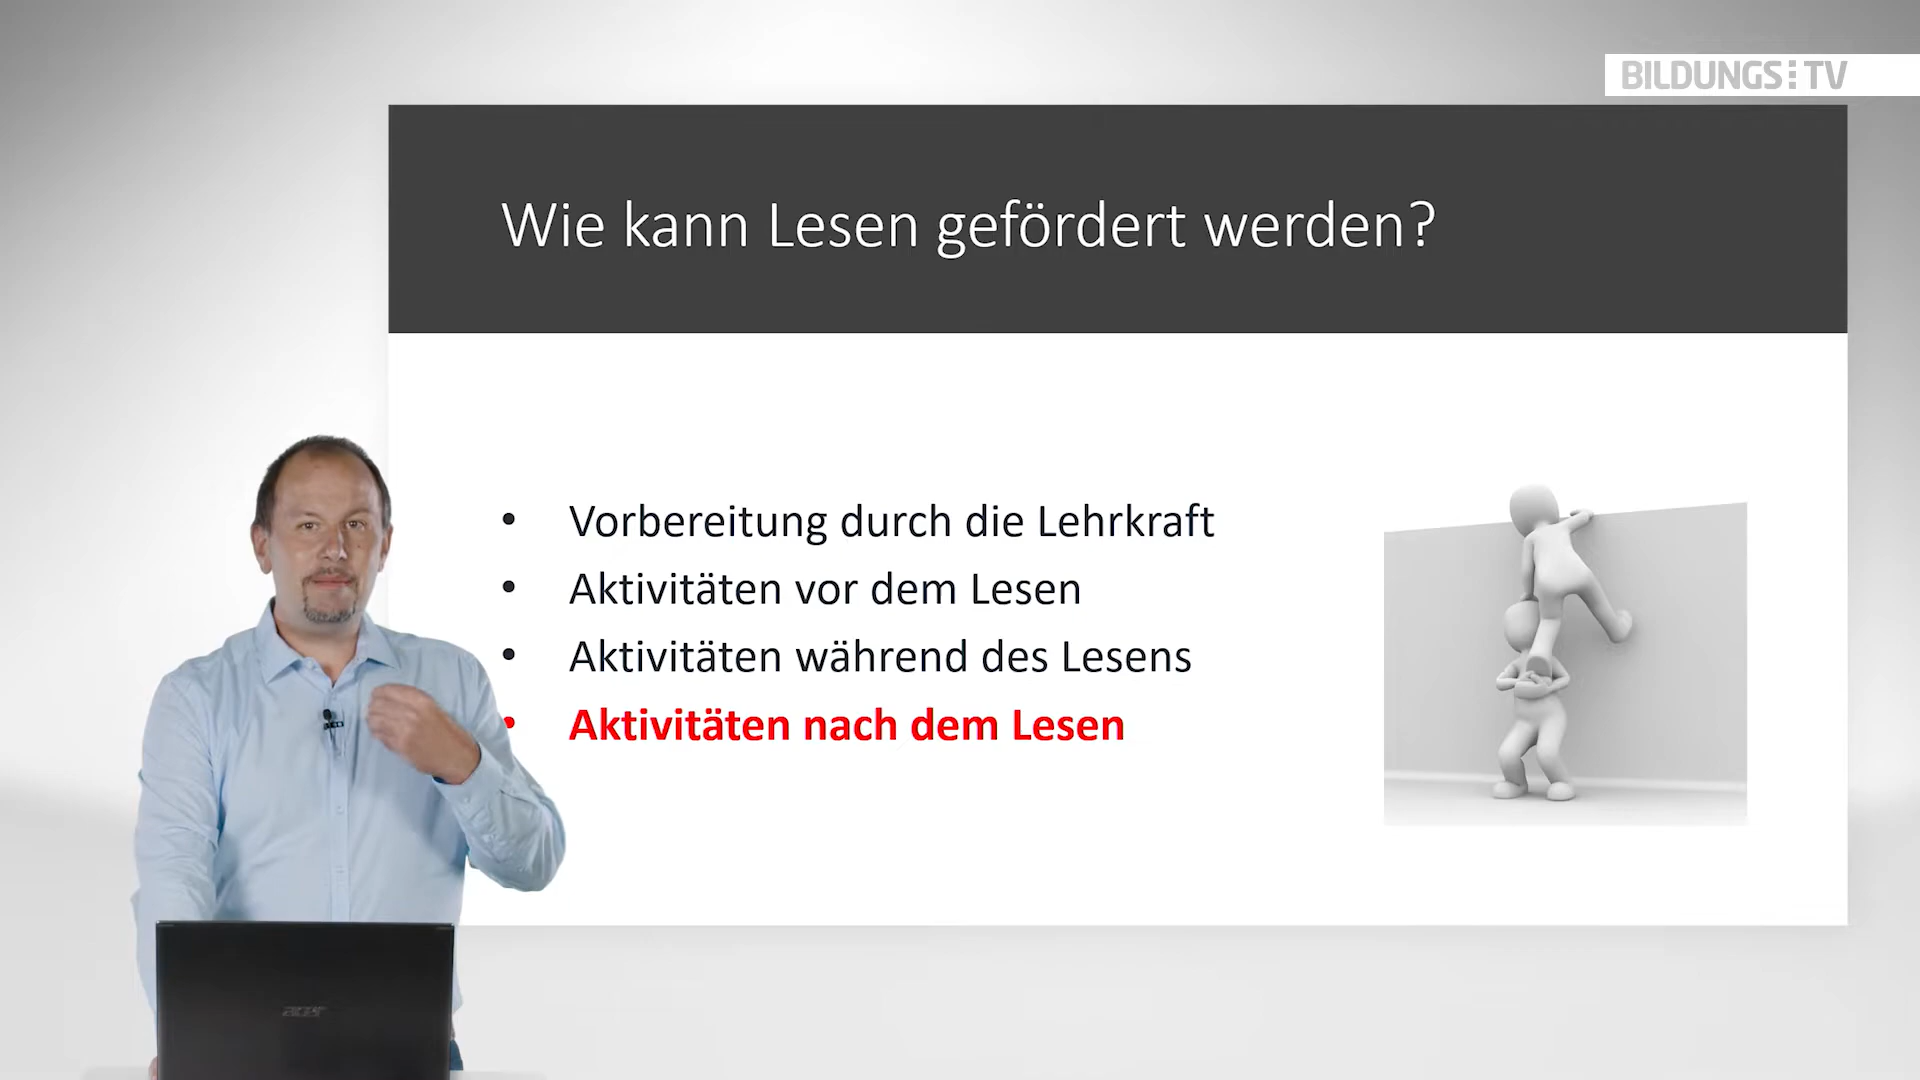 BILDUNGS:TV
Wie kann Lesen gefördert werden?
• Vorbereitung durch die Lehrkraft
• Aktivitäten vor dem Lesen
• Aktivitäten während des Lesens
• Aktivitäten nach dem Lesen
acer